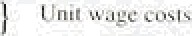 } Unit wage costs